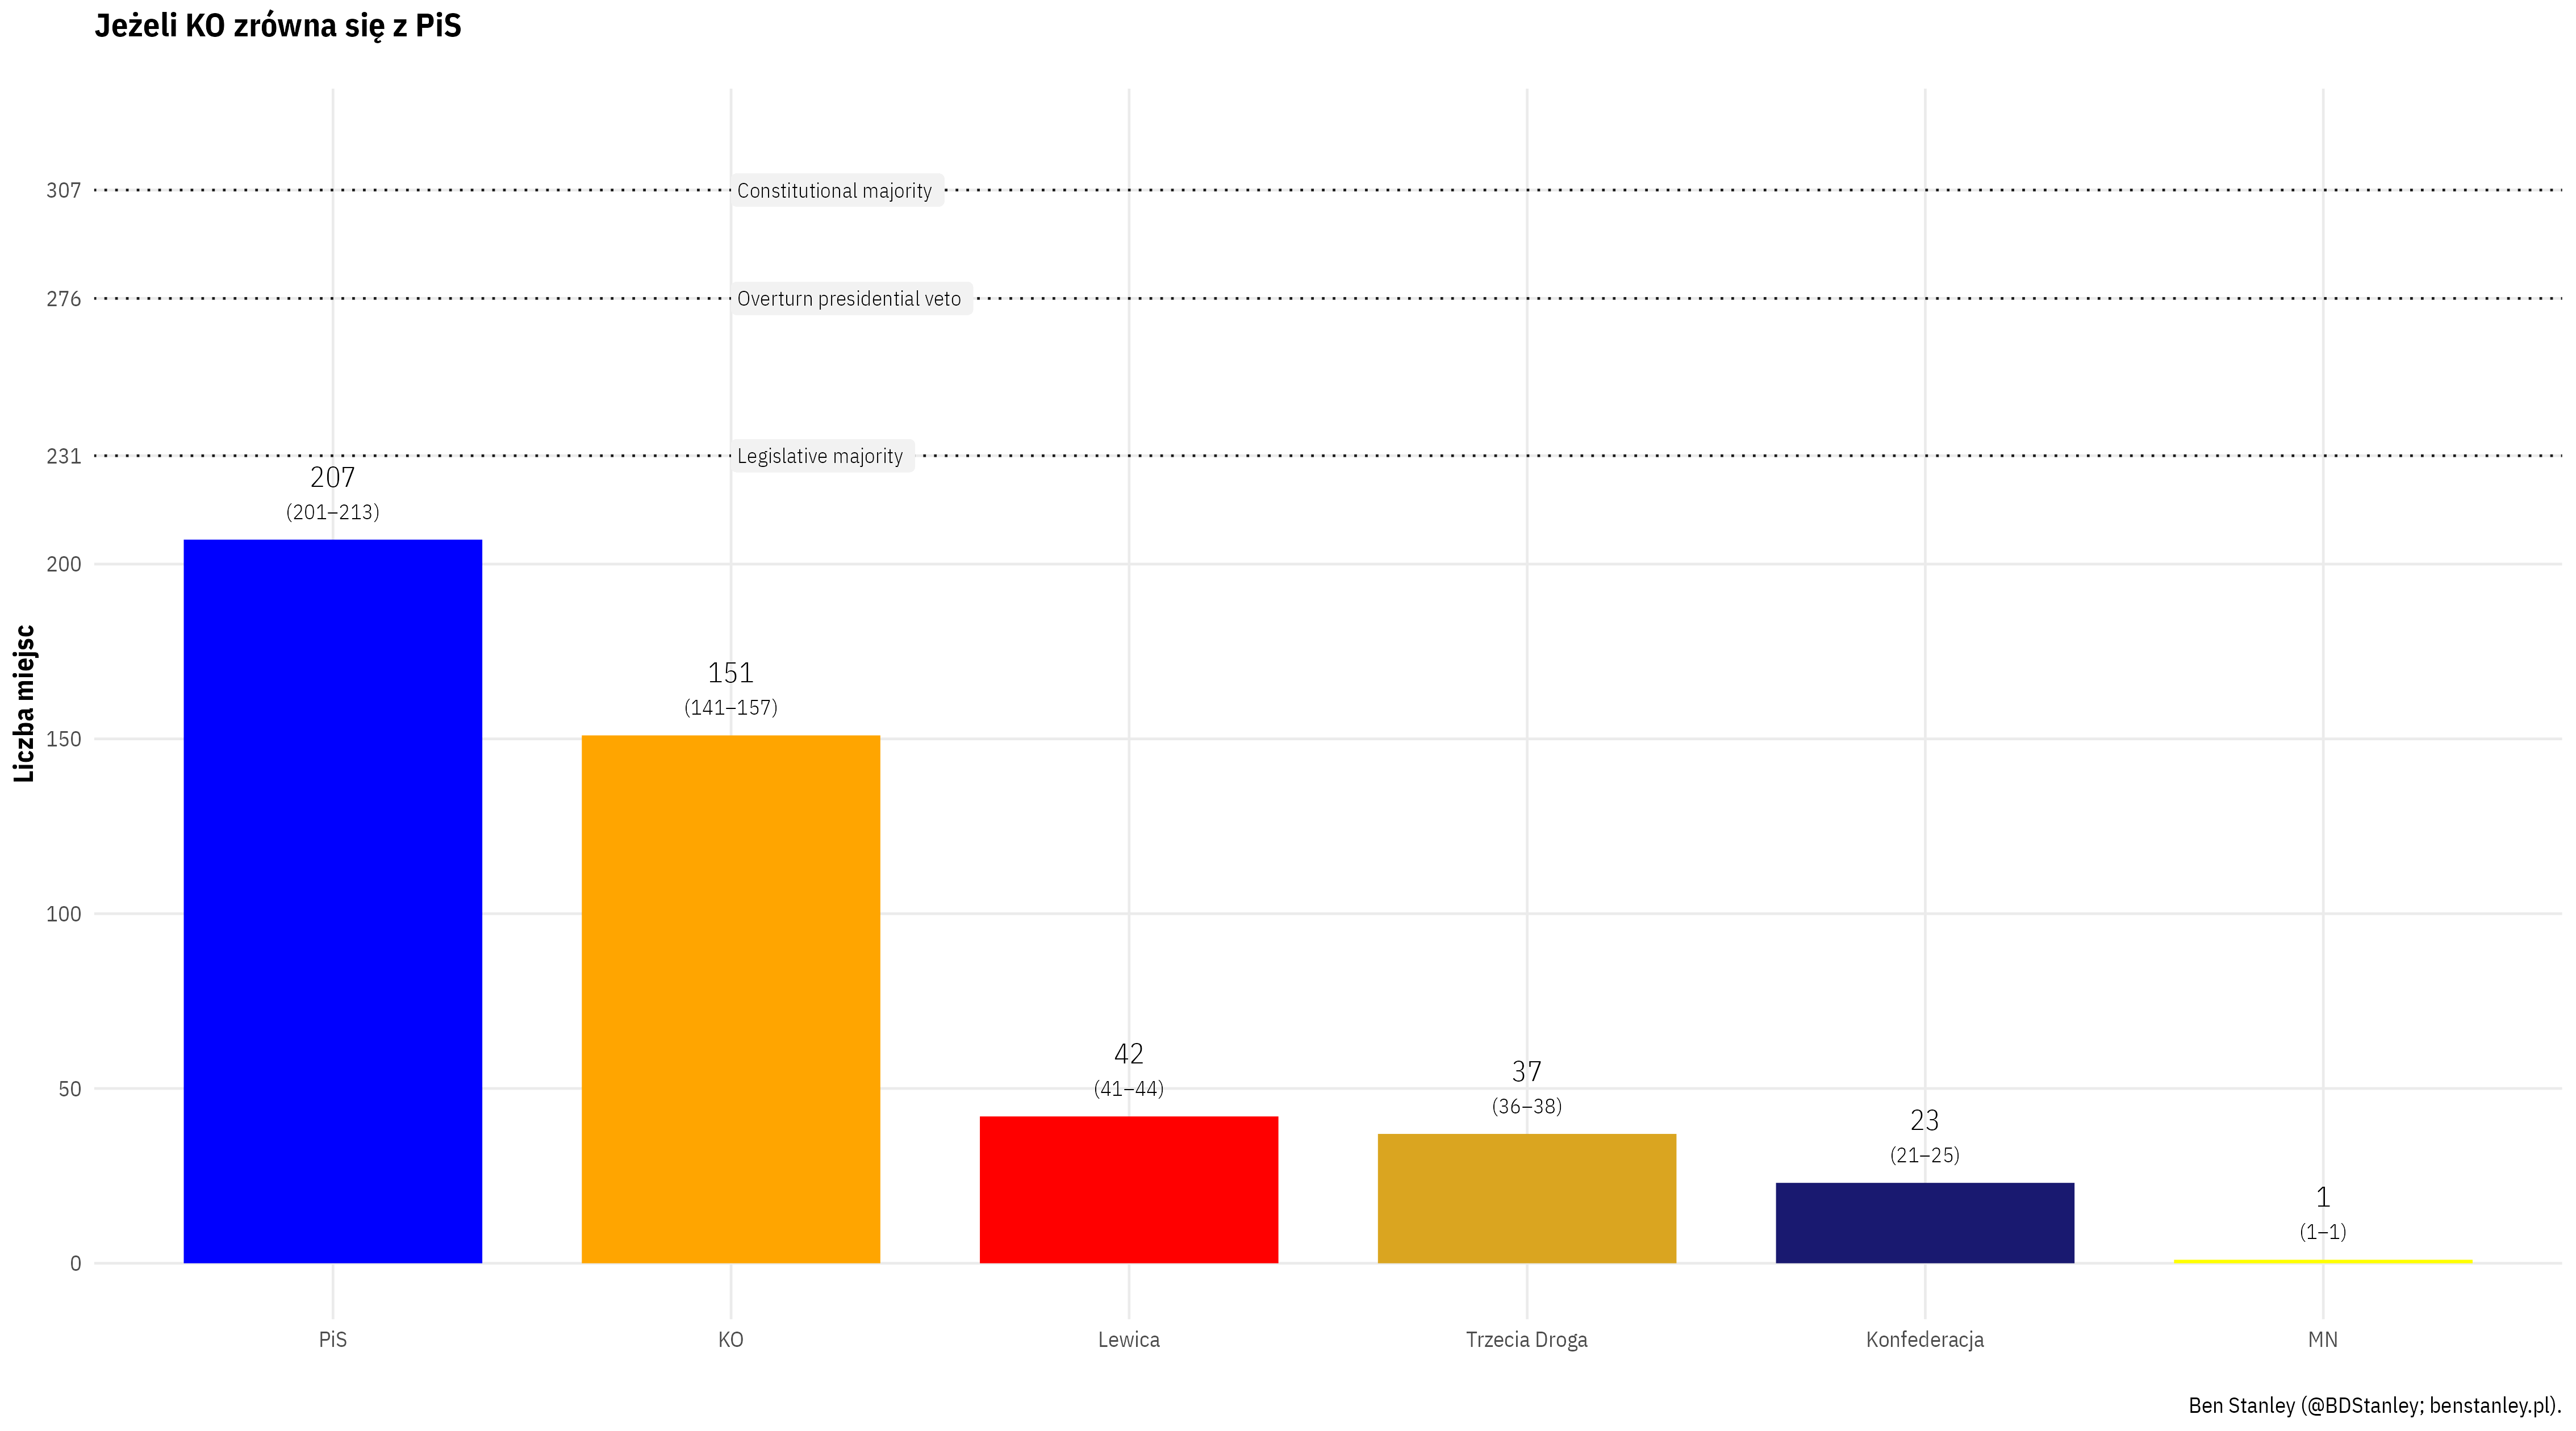 Jeżeli KO zrówna się z PiS
307
Constitutional majority
276
Overturn presidential veto
231
Legislative majority
207
(201–213)
200
151
(141–157)
150
Liczba miejsc
100
42
(41–44)
37
(36–38)
50
23
(21–25)
1
(1–1)
0
PiS
KO
Lewica
Trzecia Droga
Konfederacja
MN
Ben Stanley (@BDStanley; benstanley.pl).